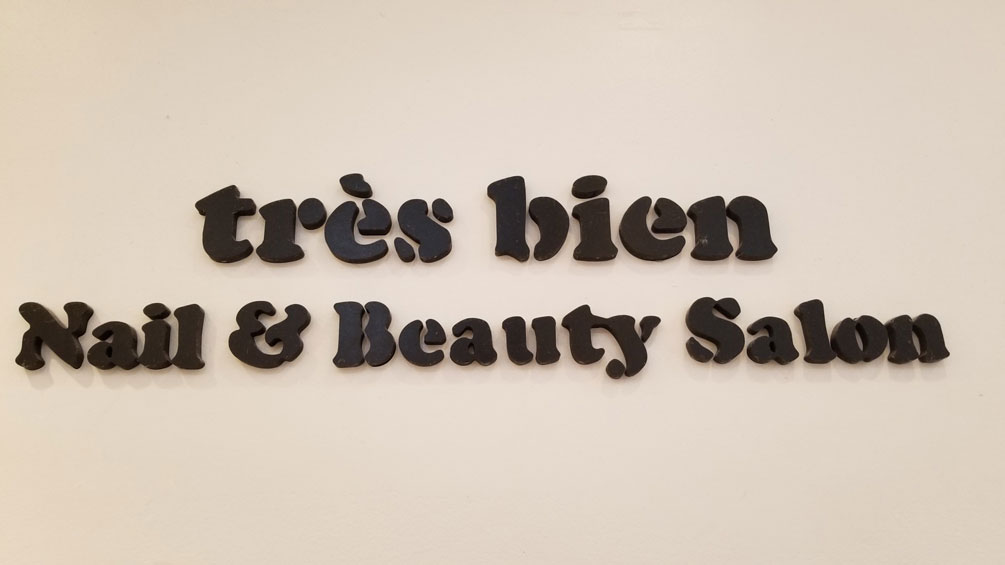 très bien
Nail & Beauty Salon